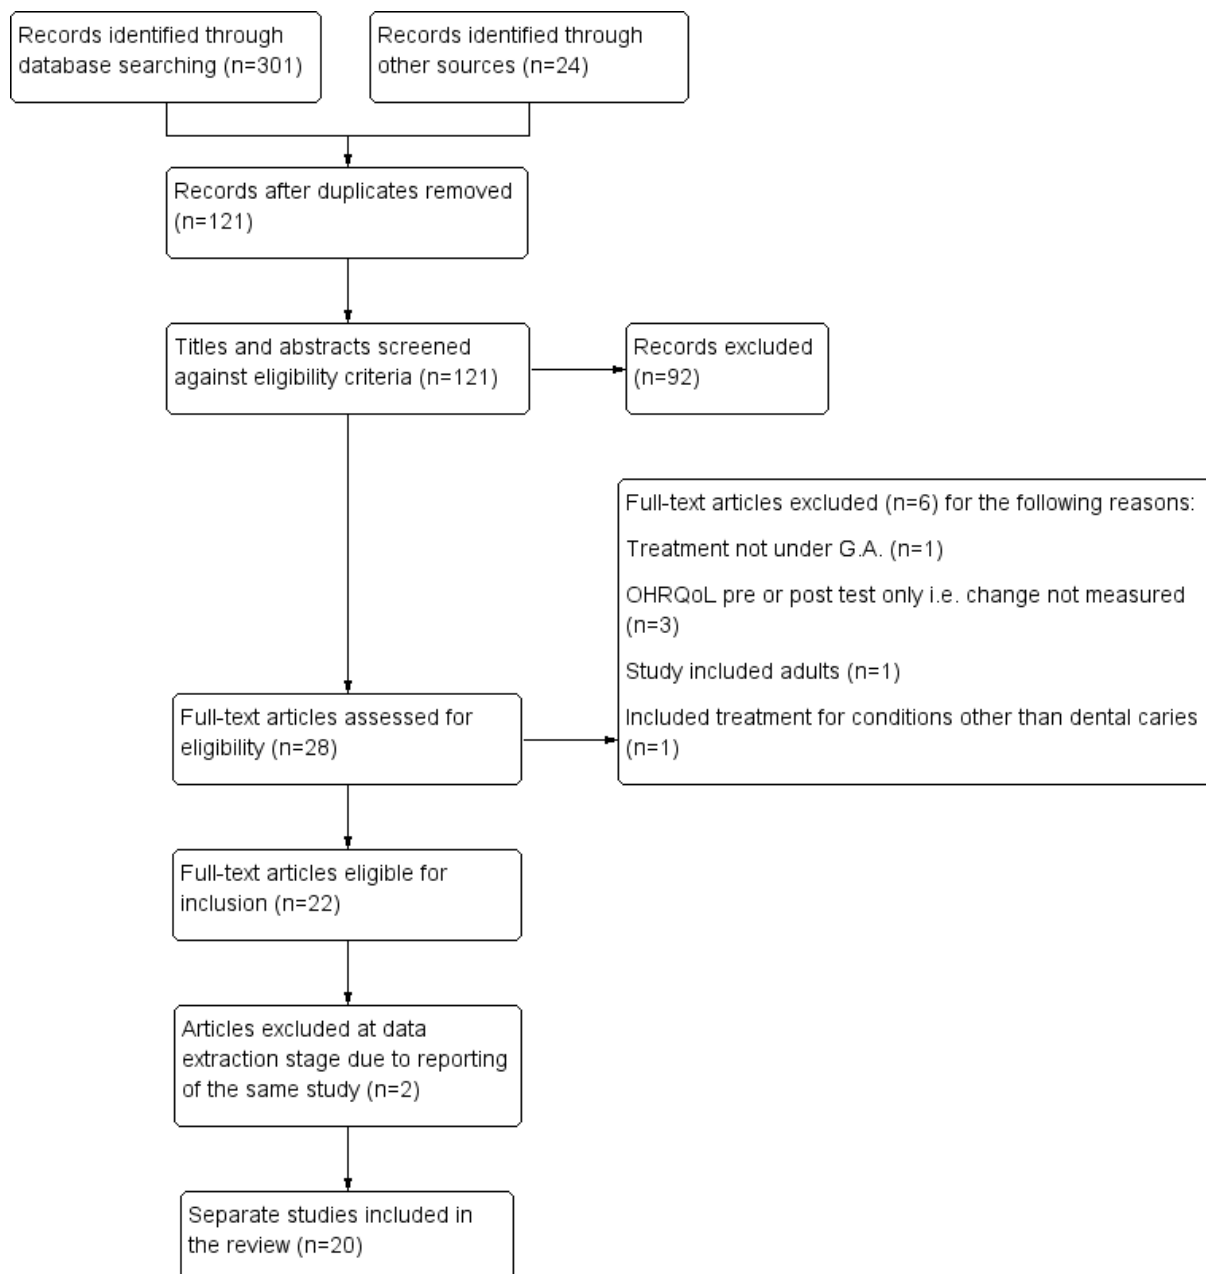 Records identified through
database searching (n=301)
Records identified through
other sources (n=24)
Records after duplicates removed
(n=121)
Titles and abstracts screened
against eligibility criteria (n=121)
Records excluded
(n=92)
Full-text articles excluded (n=6) for the following reasons:
Treatment not under G.A. (n=1)
OHRQoL pre or post test only i.e. change not measured
(n=3)
Study included adults (n=1)
Included treatment for conditions other than dental caries
(n=1)
Full-text articles assessed for
eligibility (n=28)
Full-text articles eligible for
inclusion (n=22)
Articles excluded at data
extraction stage due to reporting
of the same study (n=2)
Separate studies included in
the review (n=20)